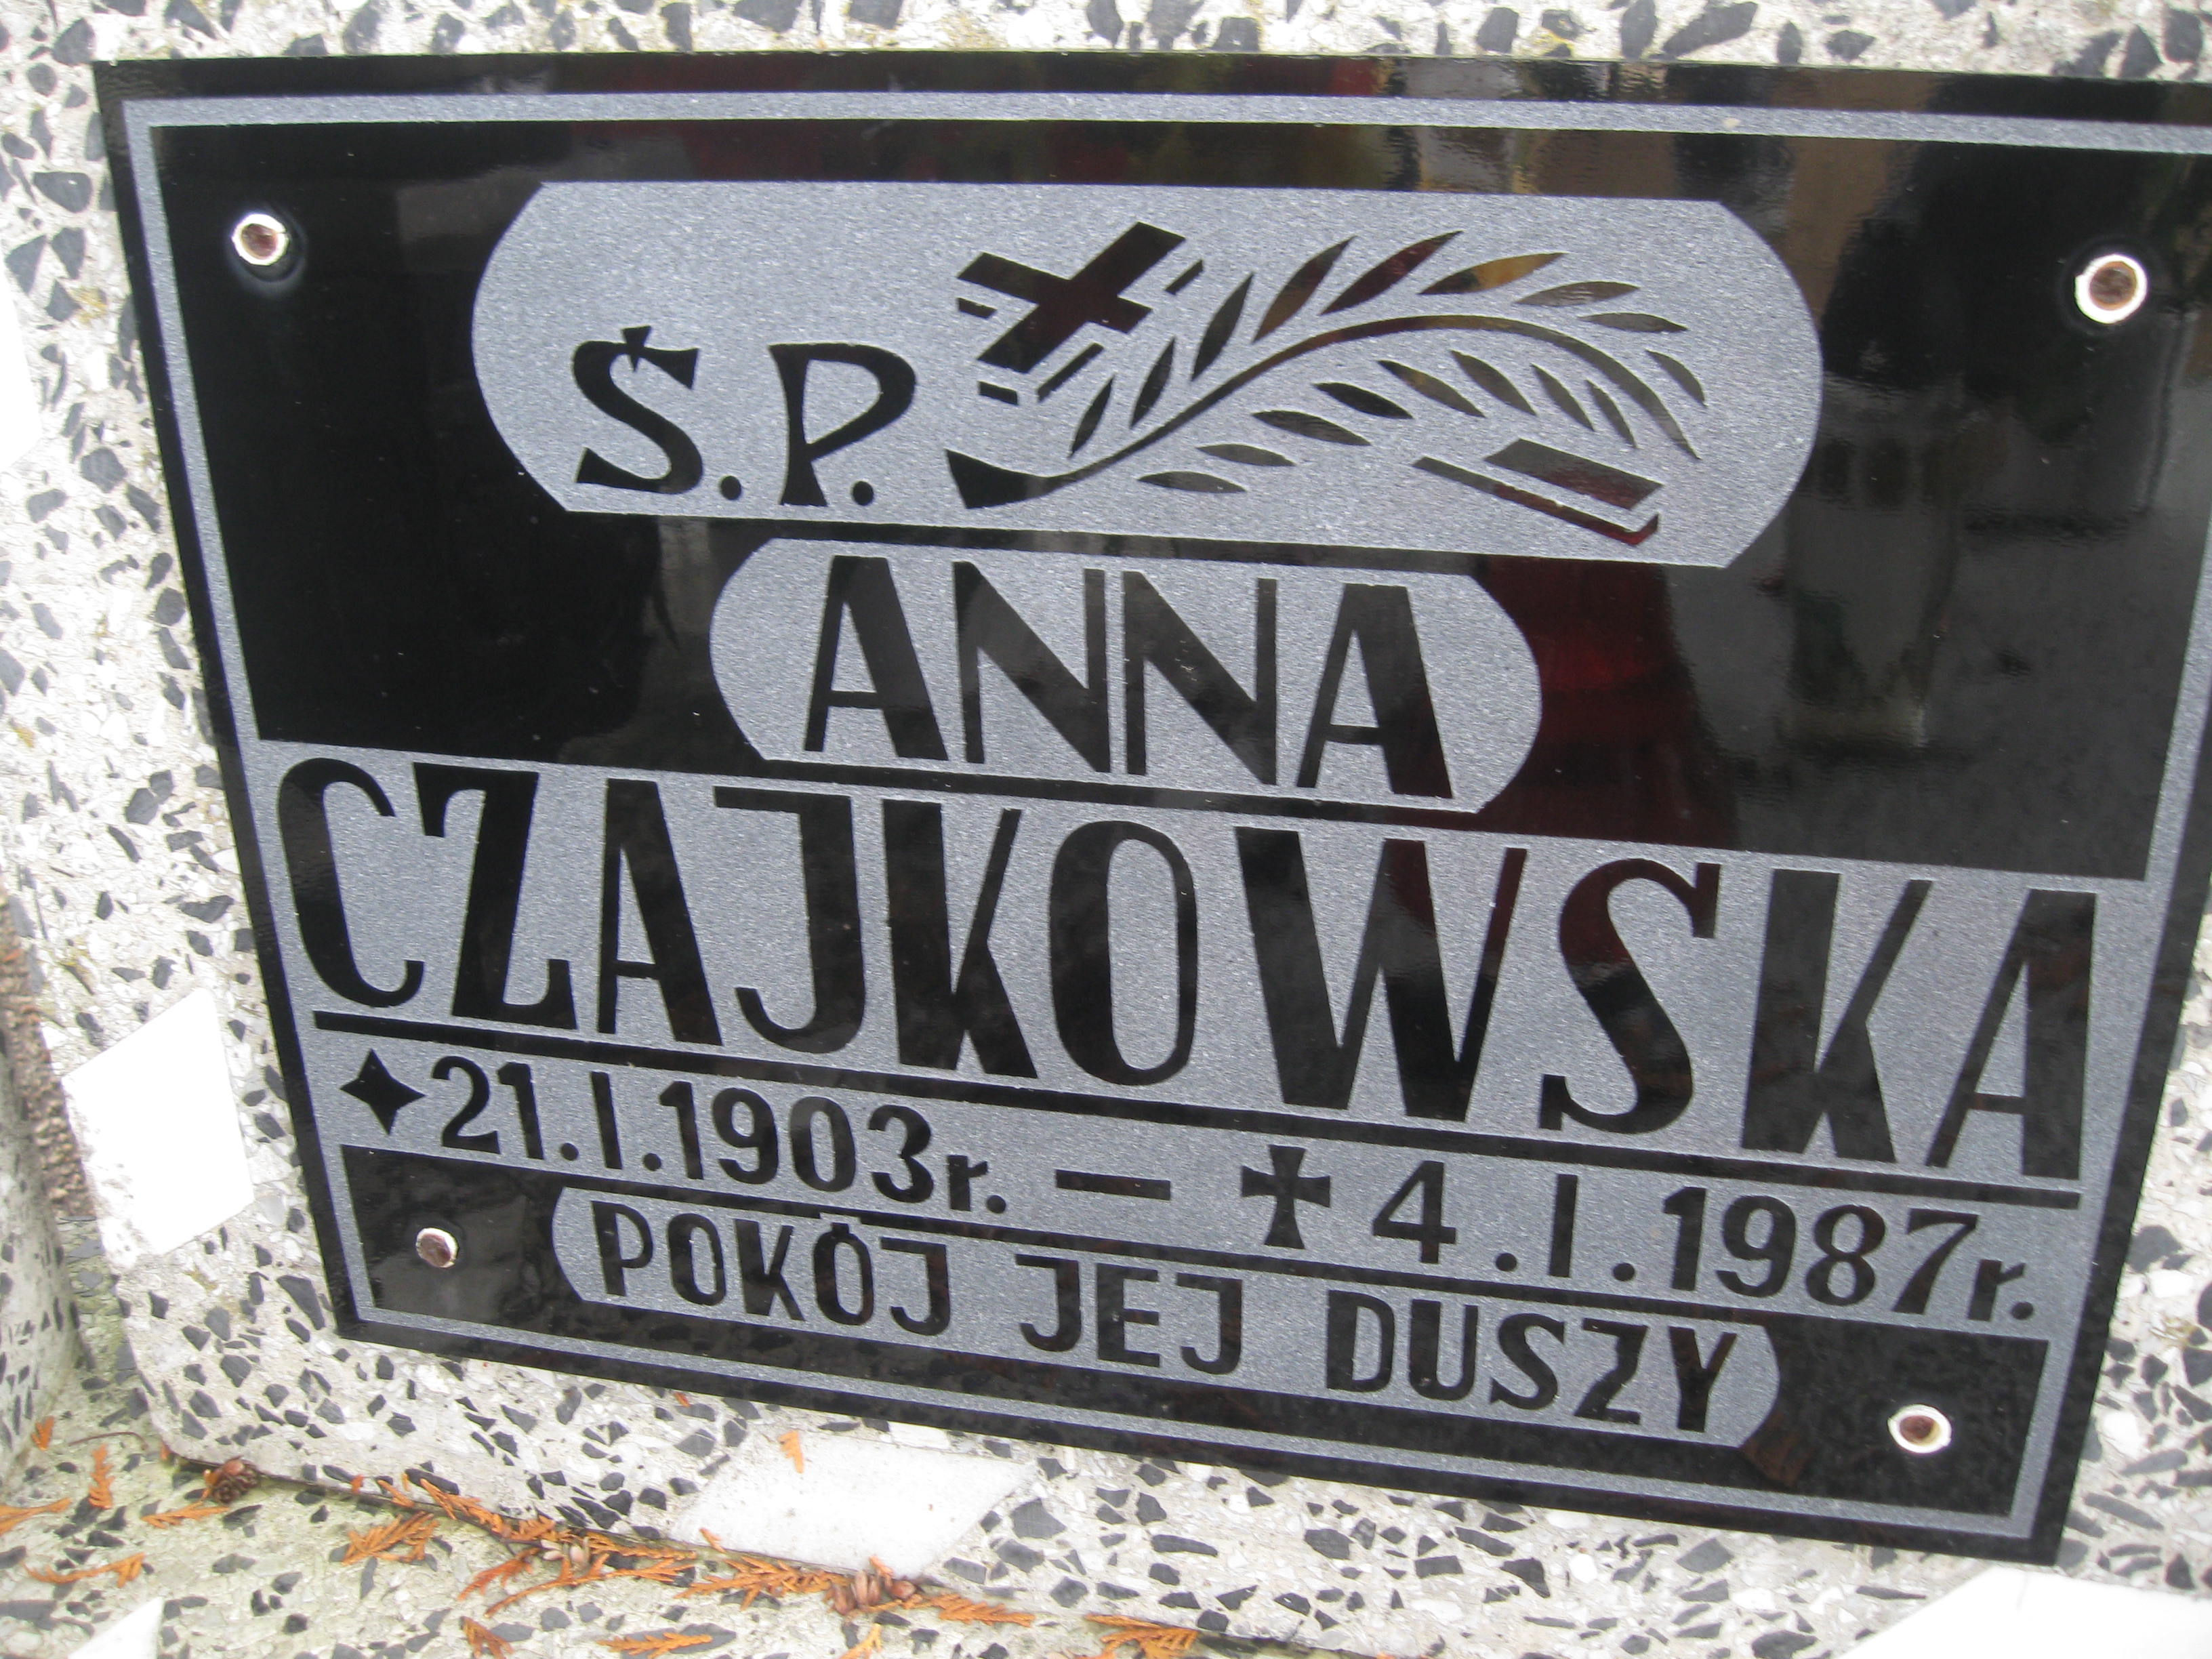 Ś.P.
ANNA
CZAJKOWSKA
✦21.I.1903r. — ✝ 4.I.1987r.
POKÓJ JEJ DUSZY